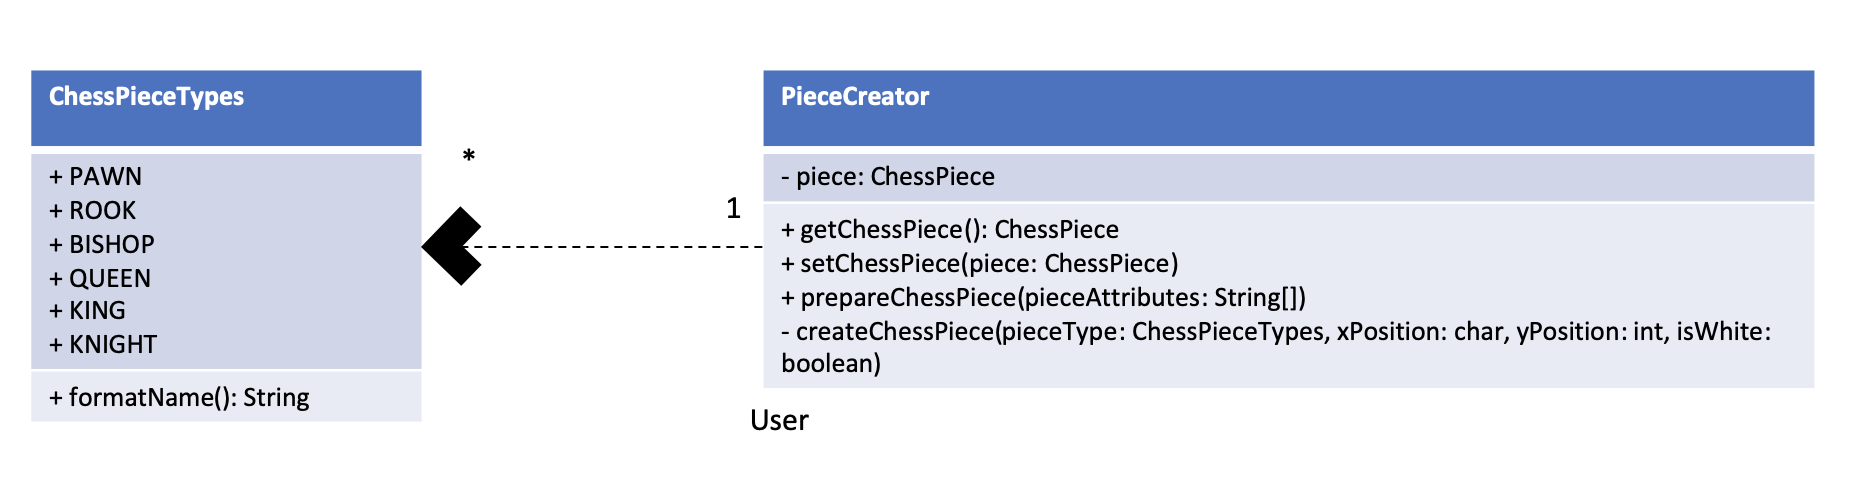 ChessPieceTypes
+ PAWN
+ ROOK
+ BISHOP
+ QUEEN
+ KING
+ KNIGHT
+ formatName(): String
*
1
PieceCreator
- piece: ChessPiece
+ getChessPiece(): ChessPiece
+ setChessPiece(piece: ChessPiece)
+ prepareChessPiece(pieceAttributes: String[])
- createChessPiece(pieceType: ChessPieceTypes, xPosition: char, yPosition: int, isWhite:
boolean)
User